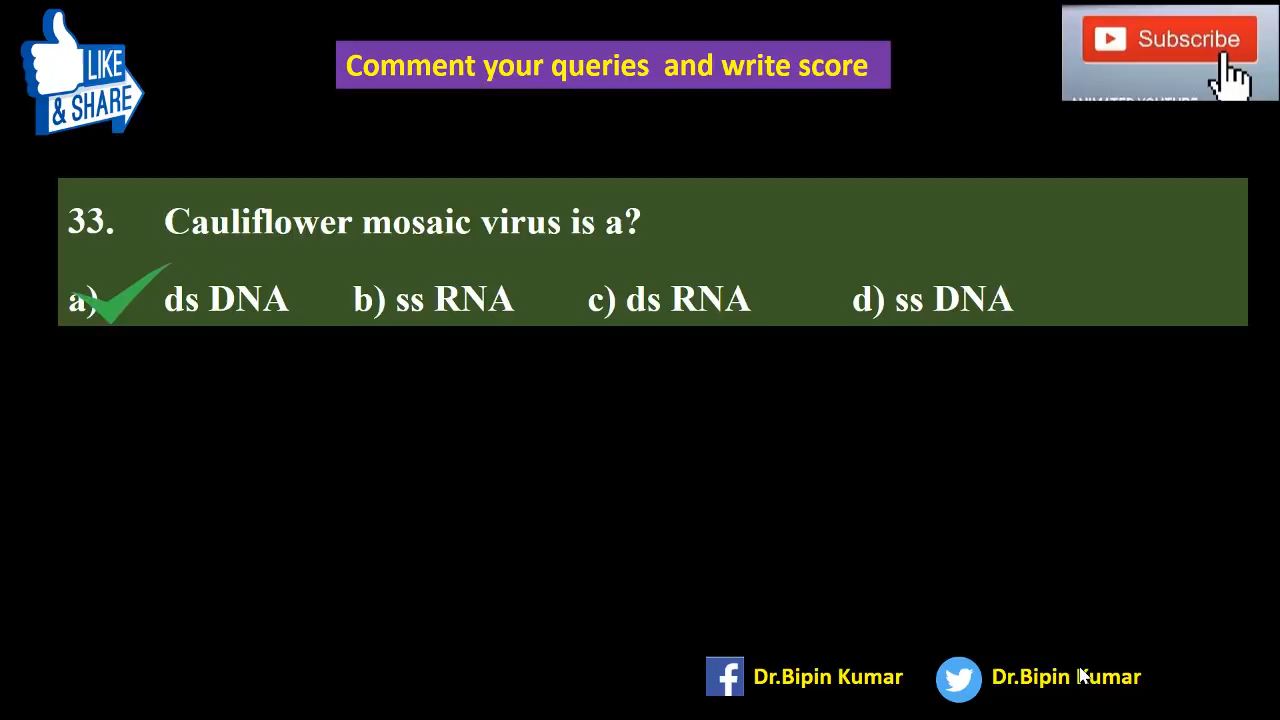 LIKE
& SHARE
Comment your queries and write score
Subscribe
33. Cauliflower mosaic virus is a?
a) ds DNA b) ss RNA c) ds RNA d) ss DNA
Dr.Bipin Kumar Dr.Bipin Kumar